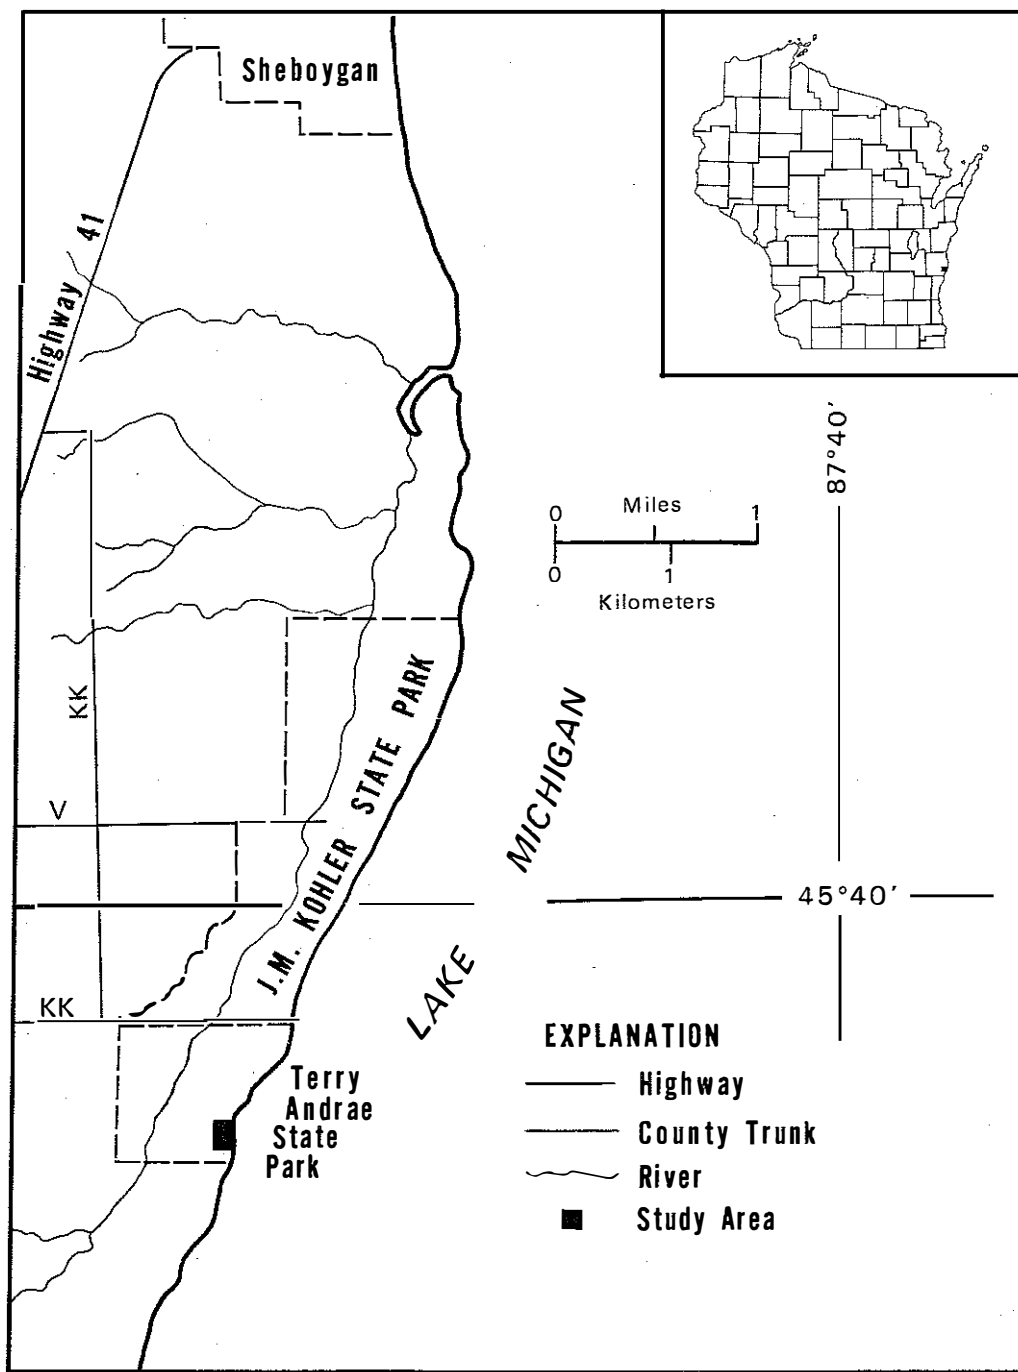 Sheboygan
Highway 41
87°40'
0 Miles 1
0 1
Kilometers
KK
J.M. KOHLER STATE PARK
LAKE MICHIGAN
V
45°40'
KK
EXPLANATION
Highway
County Trunk
River
Study Area
Terry
Andrae
State
Park